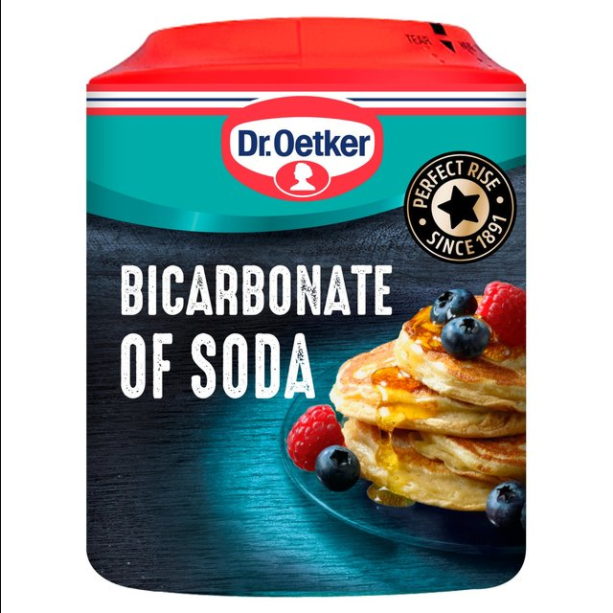 TEAR
Dr.Oetker
PERFECT RISE
SINCE 1891
BICARBONATE
OF SODA